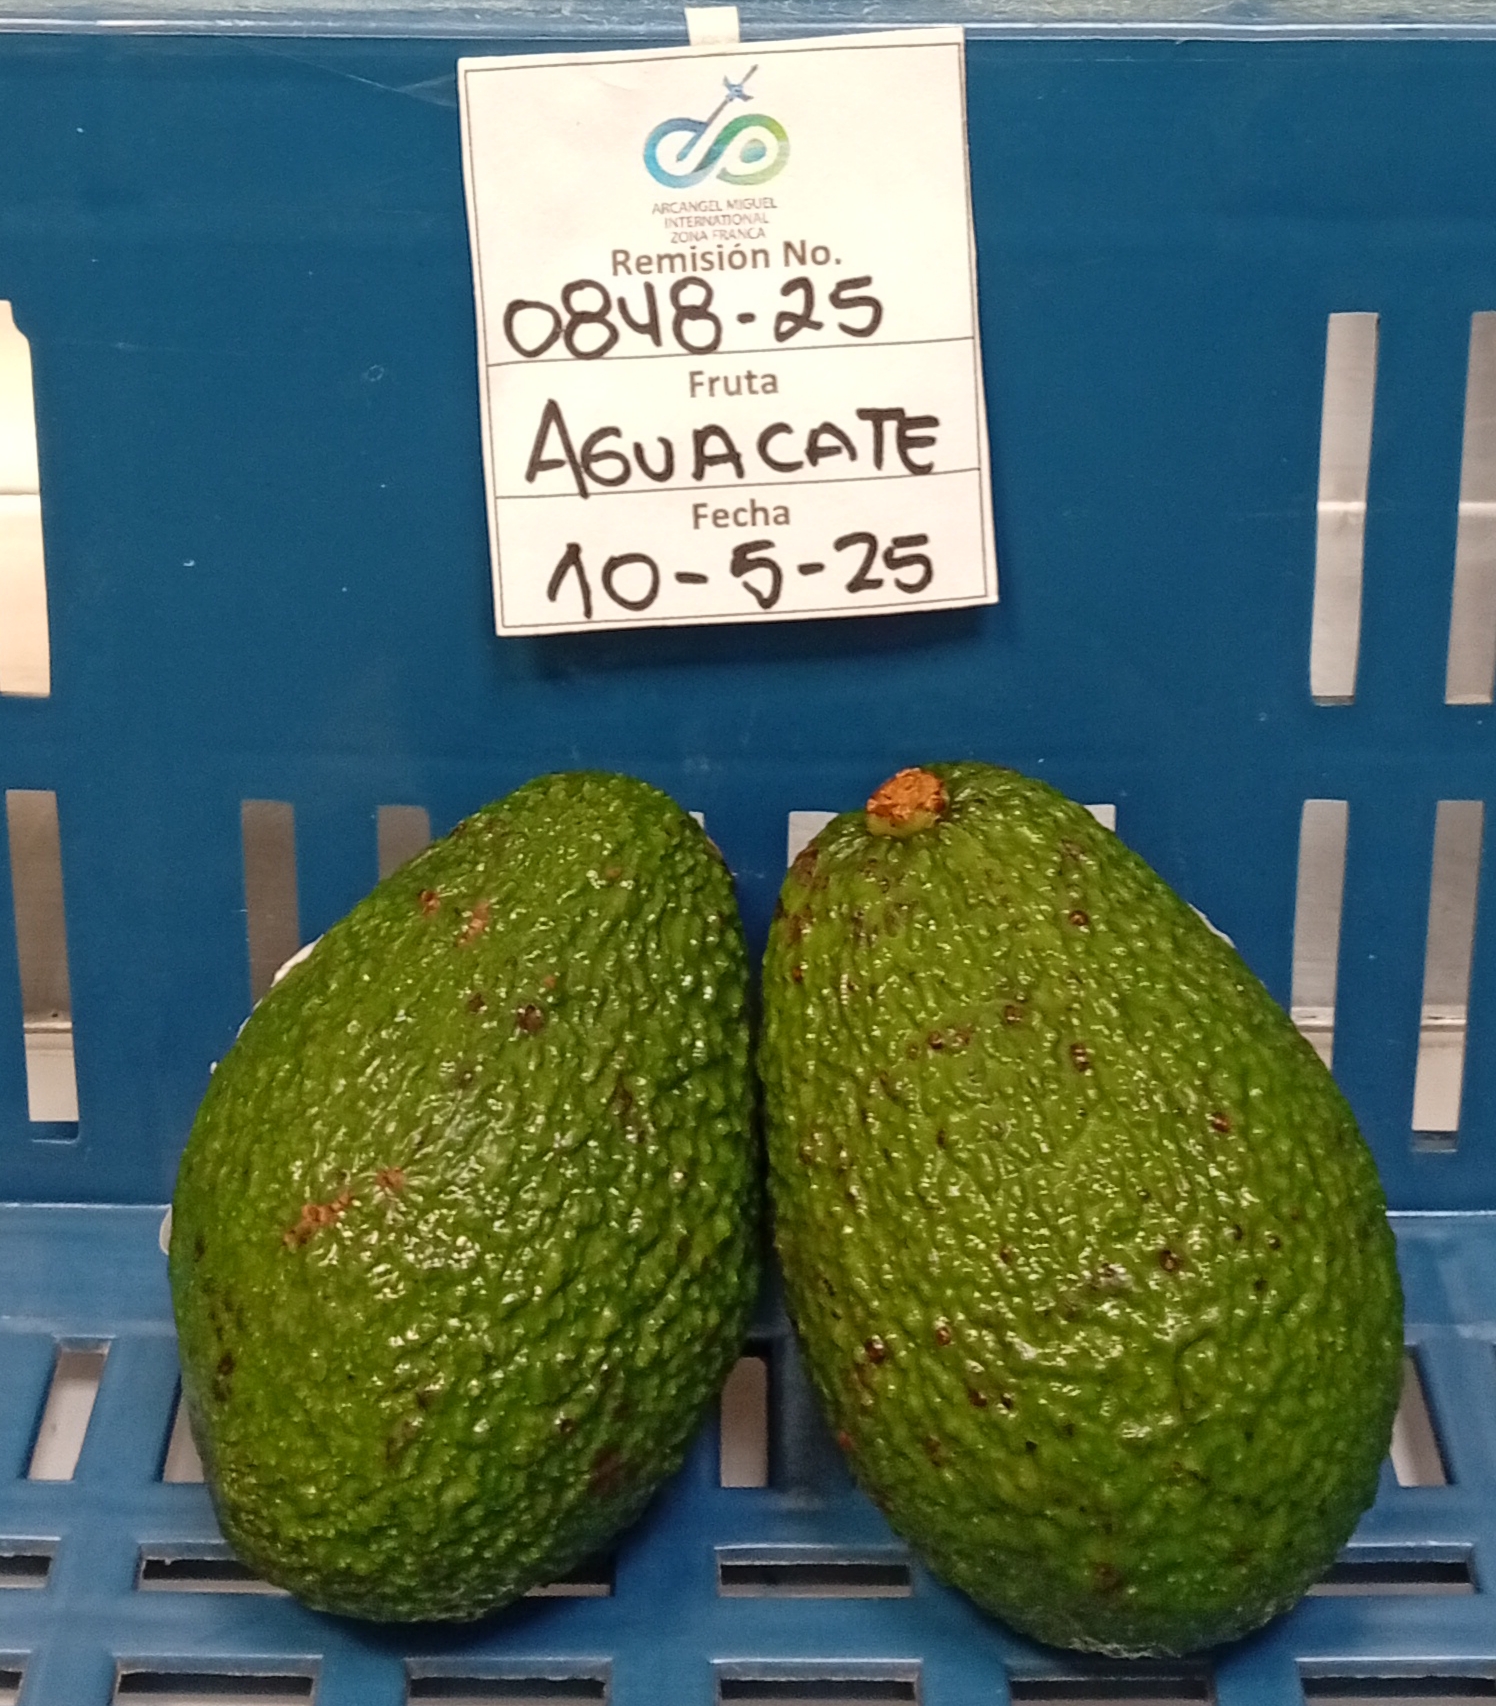 ARCANGEL MIGUEL
INTERNATIONAL
ZONA FRANCA
Remisión No.
0848-25
Fruta
AGUACATE
Fecha
10-5-25